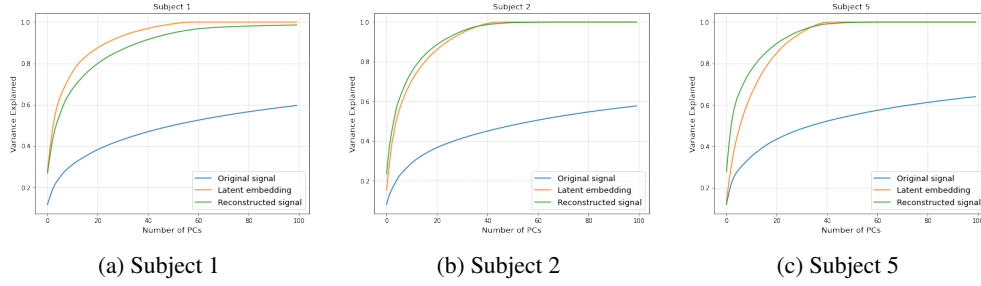 Subject 1
Variance Explained
1.0
0.8
0.6
0.4
0.2
0
20
40
60
80
100
Number of PCs
Original signal
Latent embedding
Reconstructed signal
(a) Subject 1
Subject 2
Variance Explained
1.0
0.8
0.6
0.4
0.2
0
20
40
60
80
100
Number of PCs
Original signal
Latent embedding
Reconstructed signal
(b) Subject 2
Subject 5
Variance Explained
1.0
0.8
0.6
0.4
0.2
0
20
40
60
80
100
Number of PCs
Original signal
Latent embedding
Reconstructed signal
(c) Subject 5